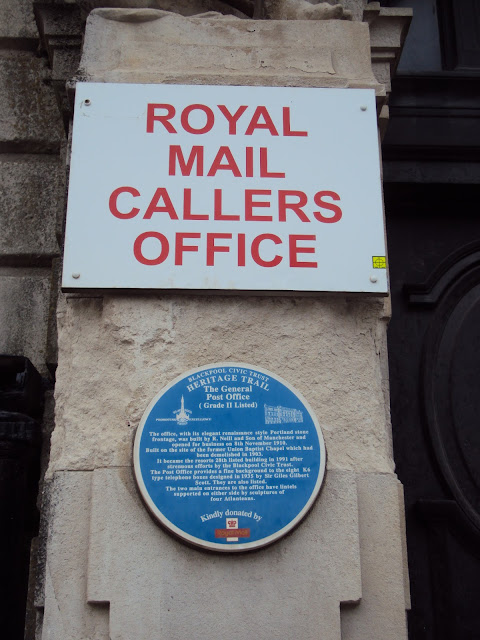 ROYAL
MAIL
CALLERS
OFFICE
BLACKPOOL CIVIC TRUST
HERITAGE TRAIL
The General
Post Office
( Grade II Listed)
The office, with its elegant renaissance style Portland stone
frontage, was built by R. Neill and Son of Manchester and
opened for business on 8th November 1910.
Built on the site of the former Union Baptist Chapel which had
been demolished in 1905.
It became the resorts 28th listed building in 1991 after
strenuous efforts by the Blackpool Civic Trust.
The Post Office provides a fine background to the eight K6
type telephone boxes designed in 1935 by Sir Giles Gilbert
Scott. They are also listed.
The two main entrances to the office have lintels
supported on either side by sculptures of
four Atlanteans.
Kindly donated by